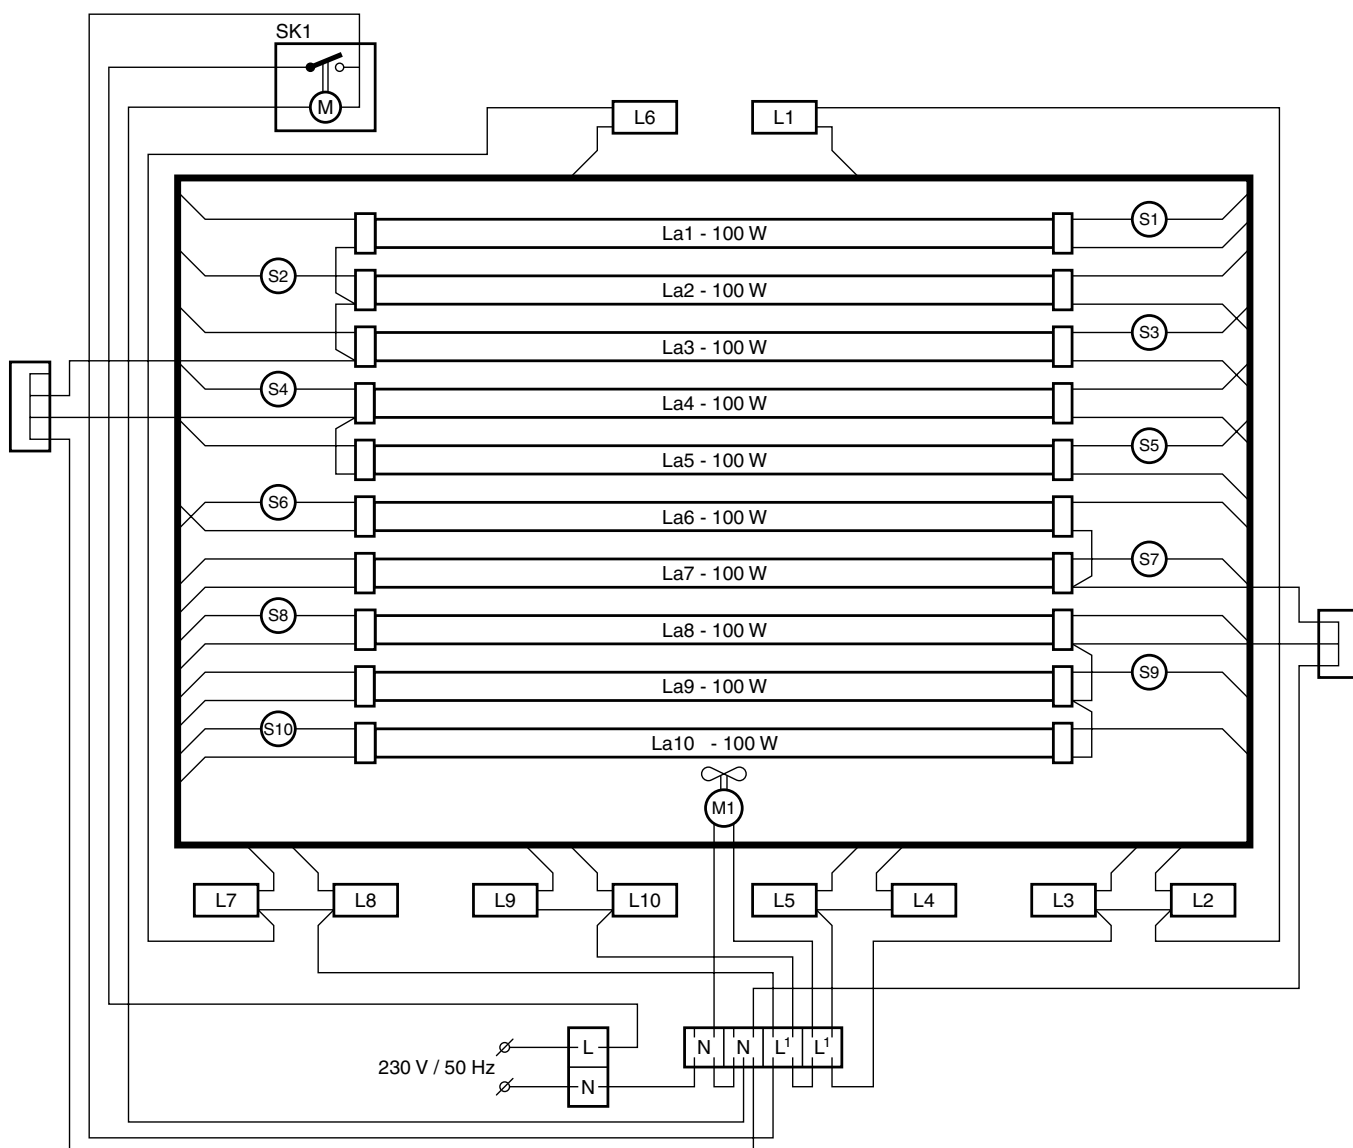 SK1
M
L6
L1
La1 - 100 W
S1
S2
La2 - 100 W
La3 - 100 W
S3
S4
La4 - 100 W
La5 - 100 W
S5
S6
La6 - 100 W
La7 - 100 W
S7
S8
La8 - 100 W
La9 - 100 W
S9
S10
La10 - 100 W
M1
L7
L8
L9
L10
L5
L4
L3
L2
230 V / 50 Hz
L
N
N
N
L¹
L¹